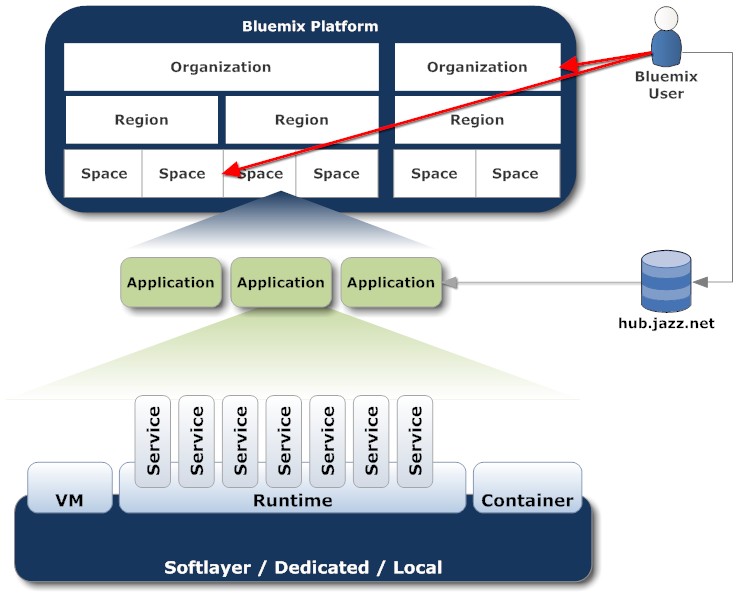 Bluemix Platform
Organization
Organization
Bluemix
User
Region
Region
Region
Space
Space
Space
Space
Space
Space
Application
Application
Application
hub.jazz.net
Service
Service
Service
Service
Service
Service
Service
VM
Runtime
Container
Softlayer / Dedicated / Local